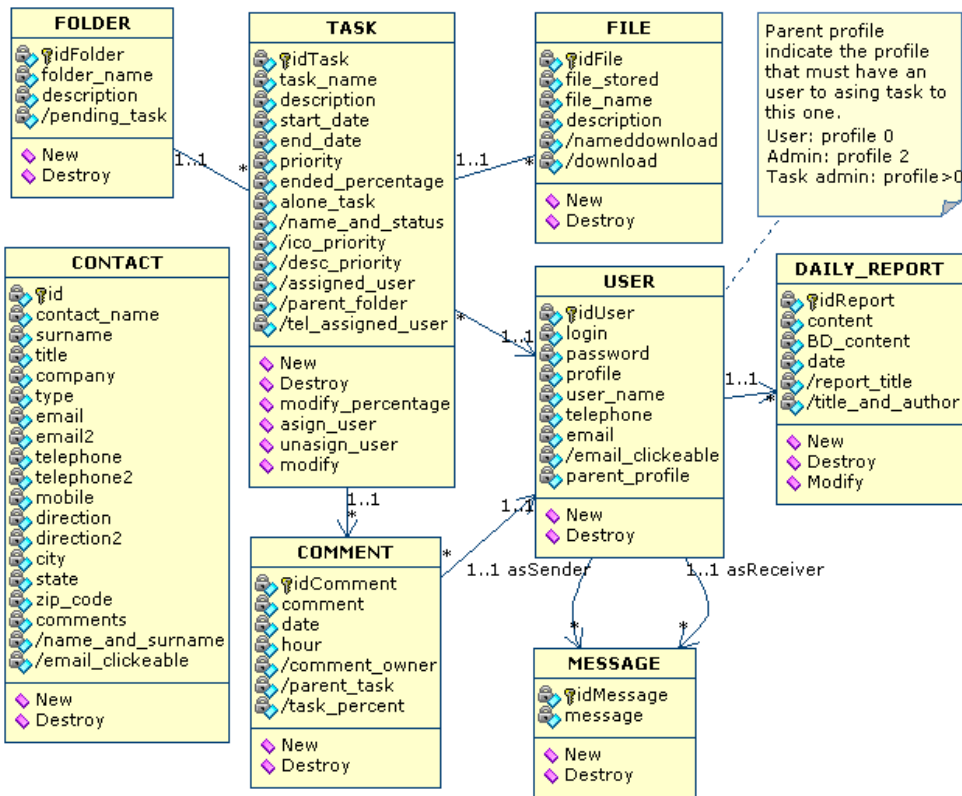 FOLDER
idFolder
folder_name
description
/pending_task
New
Destroy
1..1
*
TASK
idTask
task_name
description
start_date
end_date
priority
ended_percentage
alone_task
/name_and_status
/ico_priority
/desc_priority
/assigned_user
/parent_folder
/tel_assigned_user
New
Destroy
modify_percentage
asign_user
unasign_user
modify
1..1
*
FILE
idFile
file_stored
file_name
description
/nameddownload
/download
New
Destroy
Parent profile
indicate the profile
that must have an
user to asing task to
this one.
User: profile 0
Admin: profile 2
Task admin: profile>0
CONTACT
id
contact_name
surname
title
company
type
email
email2
telephone
telephone2
mobile
direction
direction2
city
state
zip_code
comments
/name_and_surname
/email_clickeable
New
Destroy
*
1..1
USER
idUser
login
password
profile
user_name
telephone
email
/email_clickeable
parent_profile
New
Destroy
1..1
*
DAILY_REPORT
idReport
content
BD_content
date
/report_title
/title_and_author
New
Destroy
Modify
1..1
*
COMMENT
idComment
comment
date
hour
/comment_owner
/parent_task
/task_percent
New
Destroy
*
1..1
1..1 asSender
*
1..1 asReceiver
*
MESSAGE
idMessage
message
New
Destroy